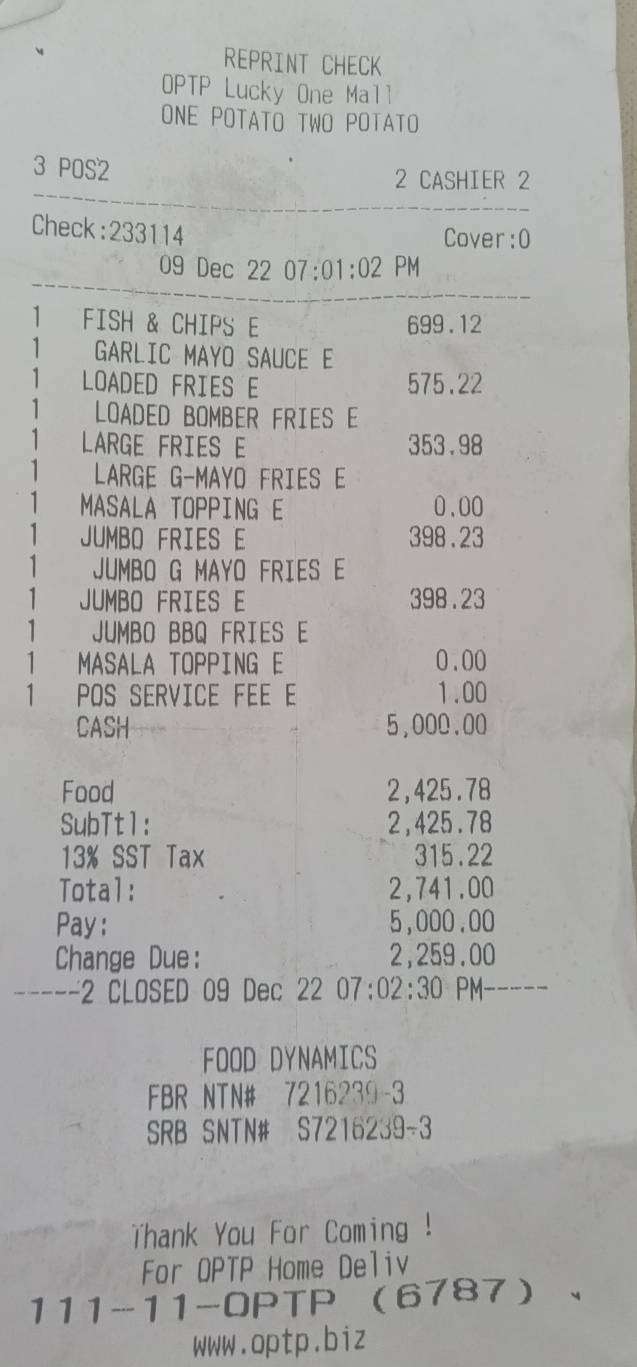 REPRINT CHECK
OPTP Lucky One Mall
ONE POTATO TWO POTATO
3 POS2 2 CASHIER 2
Check:233114 Cover:0
09 Dec 22 07:01:02 PM
1 FISH & CHIPS E 699.12
1 GARLIC MAYO SAUCE E
1 LOADED FRIES E 575.22
1 LOADED BOMBER FRIES E
1 LARGE FRIES E 353.98
1 LARGE G-MAYO FRIES E
1 MASALA TOPPING E 0.00
1 JUMBO FRIES E 398.23
1 JUMBO G MAYO FRIES E
1 JUMBO FRIES E 398.23
1 JUMBO BBQ FRIES E
1 MASALA TOPPING E 0.00
1 POS SERVICE FEE E 1.00
CASH 5,000.00
Food 2,425.78
SubTtl: 2,425.78
13% SST Tax 315.22
Total: 2,741.00
Pay: 5,000.00
Change Due: 2,259.00
-----2 CLOSED 09 Dec 22 07:02:30 PM-----
FOOD DYNAMICS
FBR NTN# 7216239-3
SRB SNTN# S7216239-3
Thank You For Coming !
For OPTP Home Deliv
111-11-OPTP (6787)
www.optp.biz